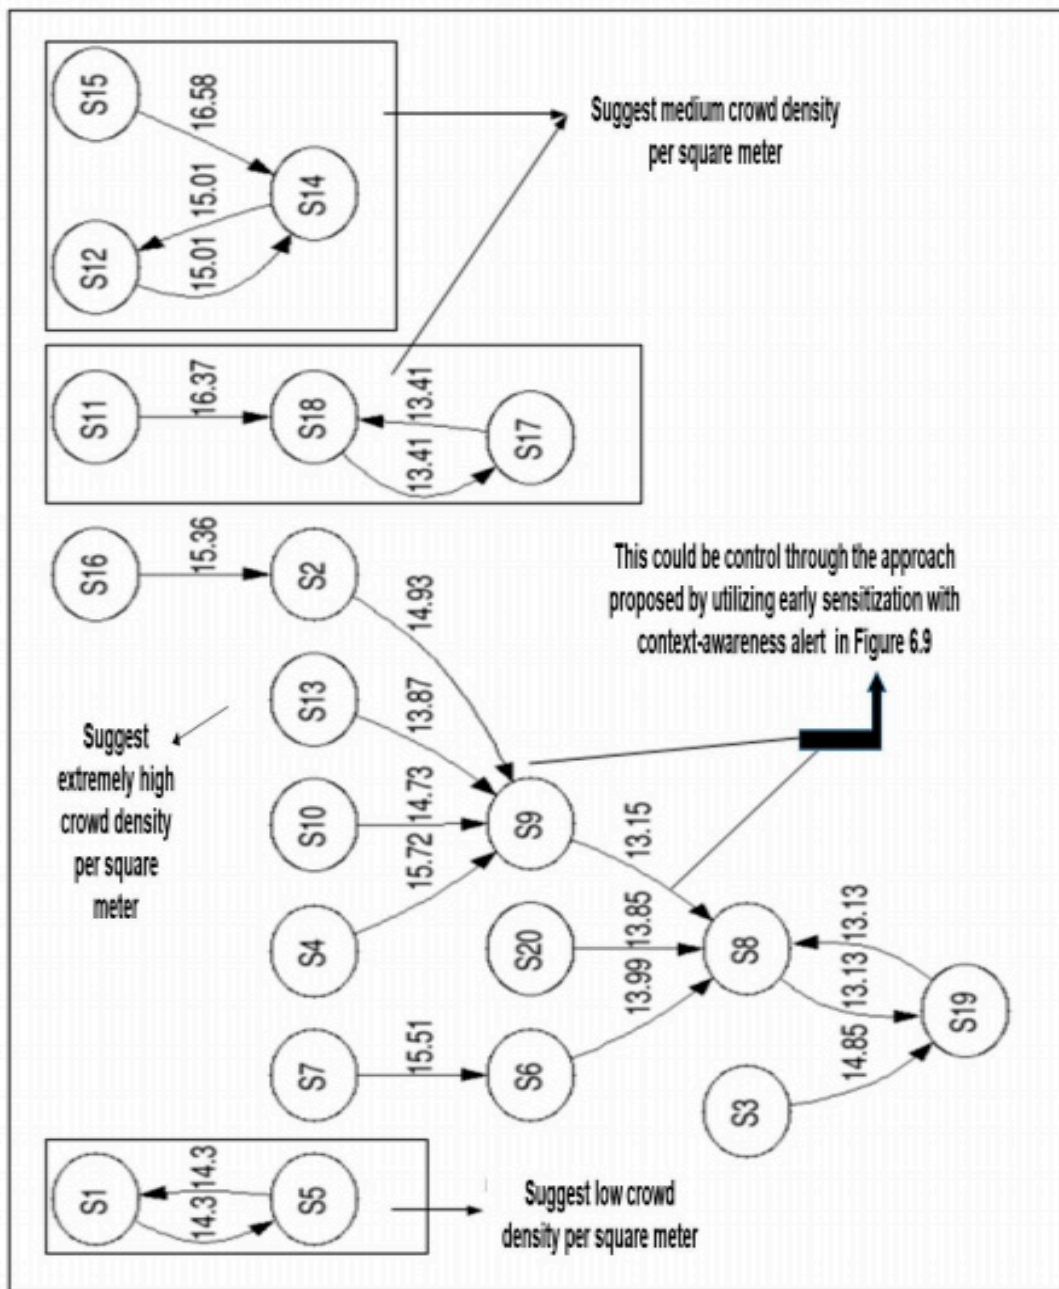 S15
16.58
S14
15.01
S12
15.01
Suggest medium crowd density
per square meter
S11
16.37
S18
13.41
13.41
S17
S16
15.36
S2
14.93
This could be control through the approach
proposed by utilizing early sensitization with
context-awareness alert in Figure 6.9
S13
13.87
Suggest
extremely high
crowd density
per square
meter
S10
14.73
S9
15.72
S4
13.15
S20
13.85
S8
13.13
13.13
13.99
S7
15.51
S6
S19
14.85
S3
S1
14.3
14.3
S5
Suggest low crowd
density per square meter